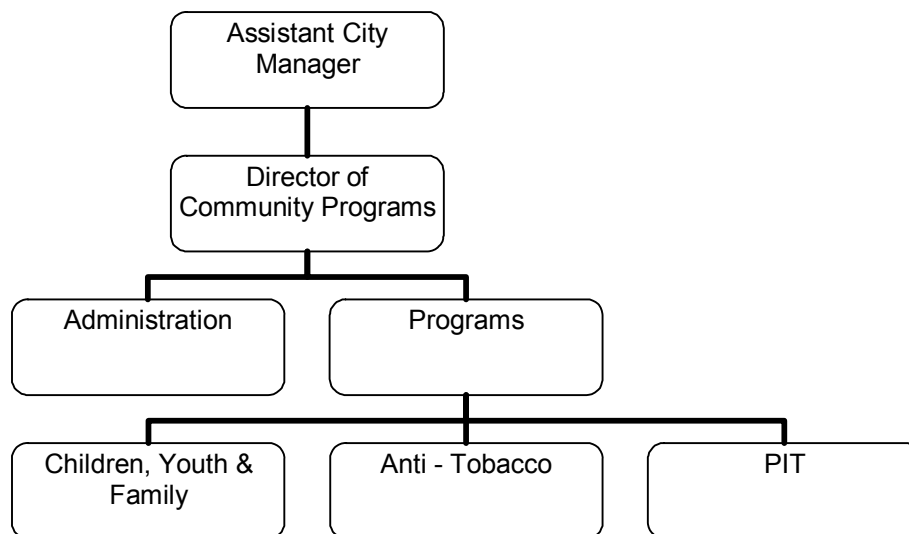 Assistant City
Manager
Director of
Community Programs
Administration
Programs
Children, Youth &
Family
Anti - Tobacco
PIT